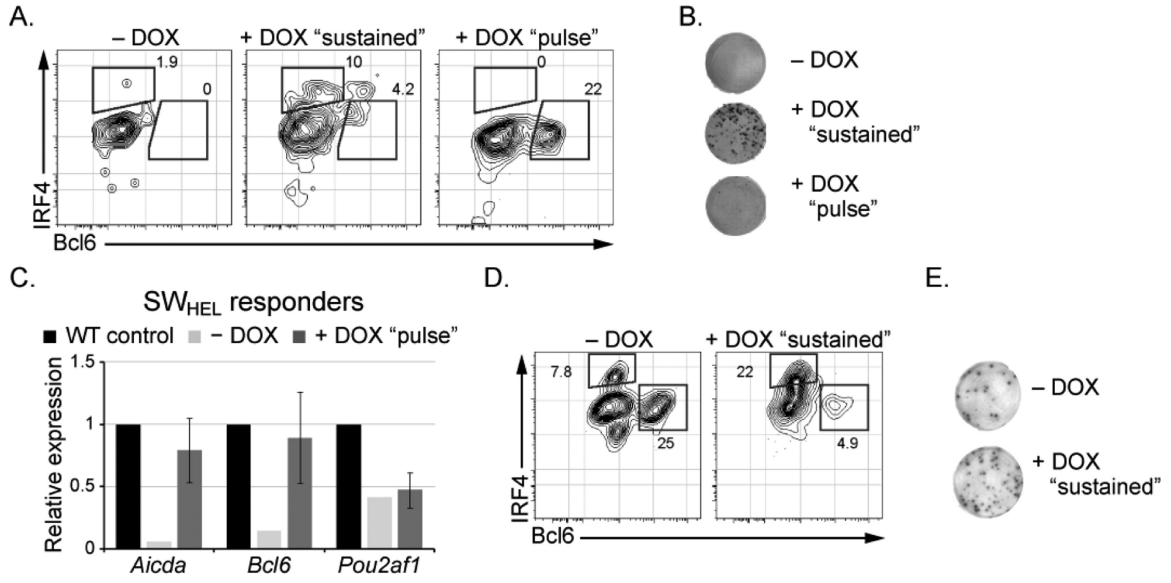 A.
– DOX
+ DOX “sustained”
+ DOX “pulse”
1.9
0
10
4.2
0
22
IRF4
Bcl6
B.
– DOX
+ DOX
“sustained”
+ DOX
“pulse”
C.
SWHEL responders
WT control – DOX + DOX “pulse”
Relative expression
1.5
1
0.5
0
Aicda Bcl6 Pou2af1
D.
– DOX
+ DOX “sustained”
7.8
25
22
4.9
IRF4
Bcl6
E.
– DOX
+ DOX
“sustained”